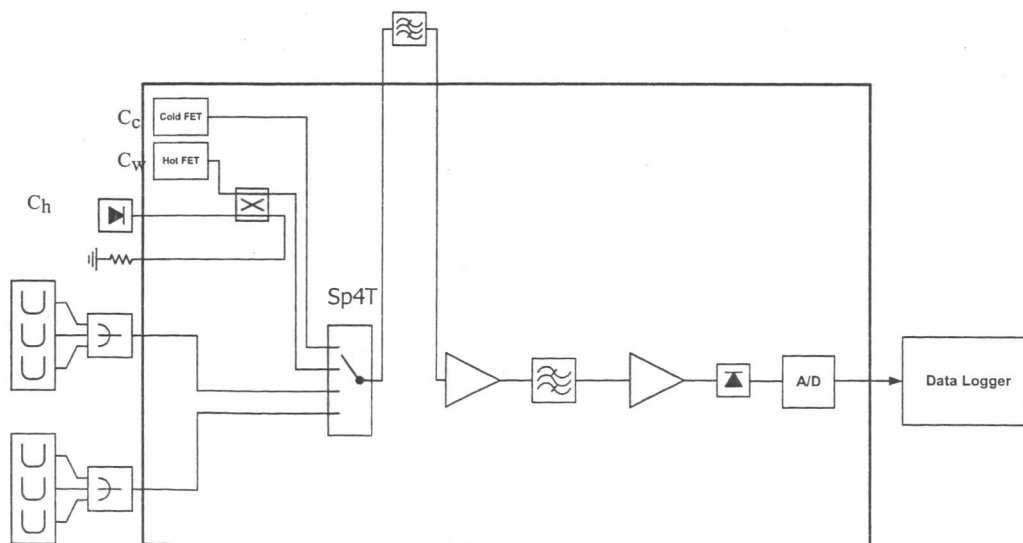 Cc
Cold FET
Cw
Hot FET
Ch
Sp4T
A/D
Data Logger